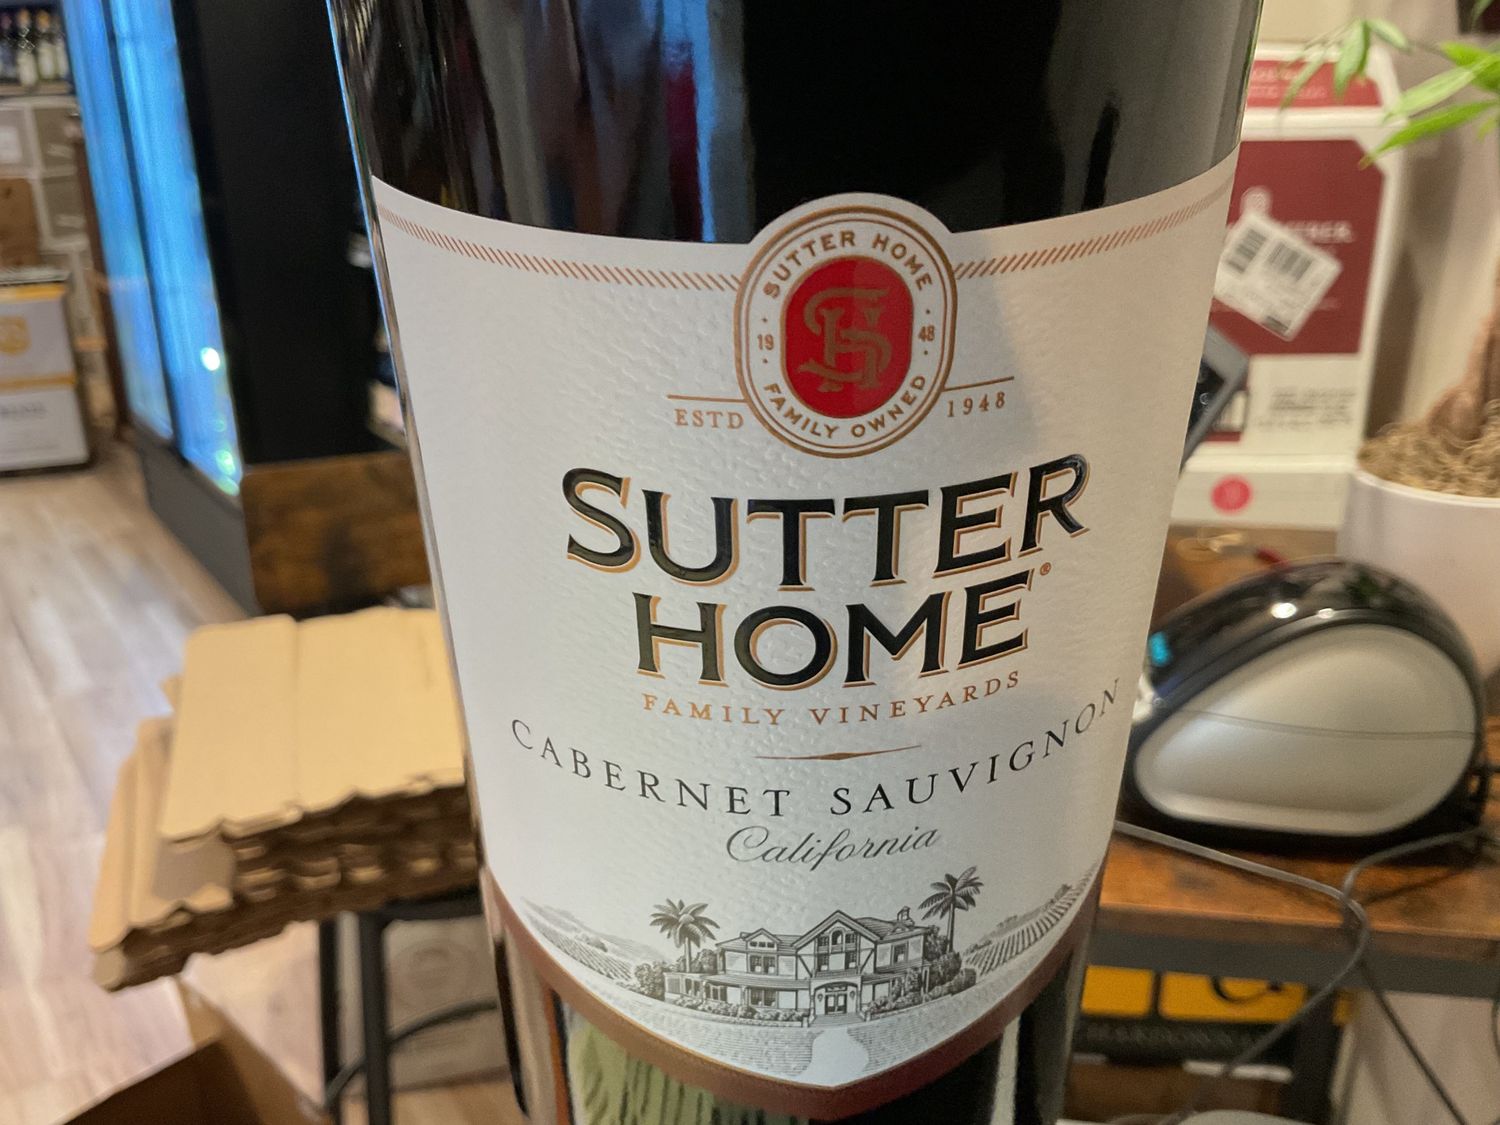 SUTTER HOME
19 48
SH
FAMILY OWNED
ESTD 1948
SUTTER
HOME®
FAMILY VINEYARDS
CABERNET SAUVIGNON
California